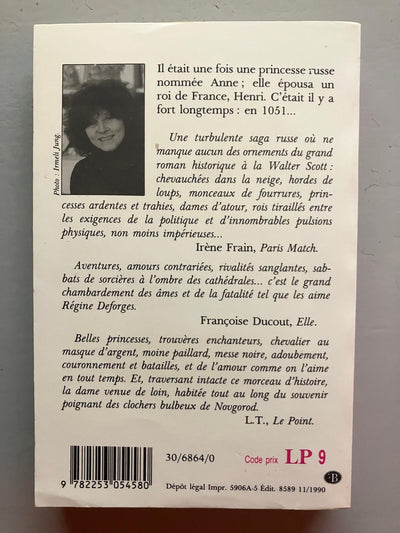 Il était une fois une princesse russe
nommée Anne ; elle épousa un
roi de France, Henri. C'était il y a
fort longtemps : en 1051...
Photo : Irmeli Jung.
Une turbulente saga russe où ne
manque aucun des ornements du grand
roman historique à la Walter Scott :
chevauchées dans la neige, hordes de
loups, monceaux de fourrures, prin-
cesses ardentes et trahies, dames d'atour, rois tiraillés entre
les exigences de la politique et d'innombrables pulsions
physiques, non moins impérieuses...
Irène Frain, Paris Match.
Aventures, amours contrariées, rivalités sanglantes, sab-
bats de sorcières à l'ombre des cathédrales... c'est le grand
chambardement des âmes et de la fatalité tel que les aime
Régine Deforges.
Françoise Ducout, Elle.
Belles princesses, trouvères enchanteurs, chevalier au
masque d'argent, moine paillard, messe noire, adoubement,
couronnement et batailles, et de l'amour comme on l'aime
en tout temps. Et, traversant intacte ce morceau d'histoire,
la dame venue de loin, habitée tout au long du souvenir
poignant des clochers bulbeux de Novgorod.
L.T., Le Point.
30/6864/0
Code prix LP 9
9 782253 054580
Dépôt légal Impr. 5906A-5 Édit. 8589 11/1990
B